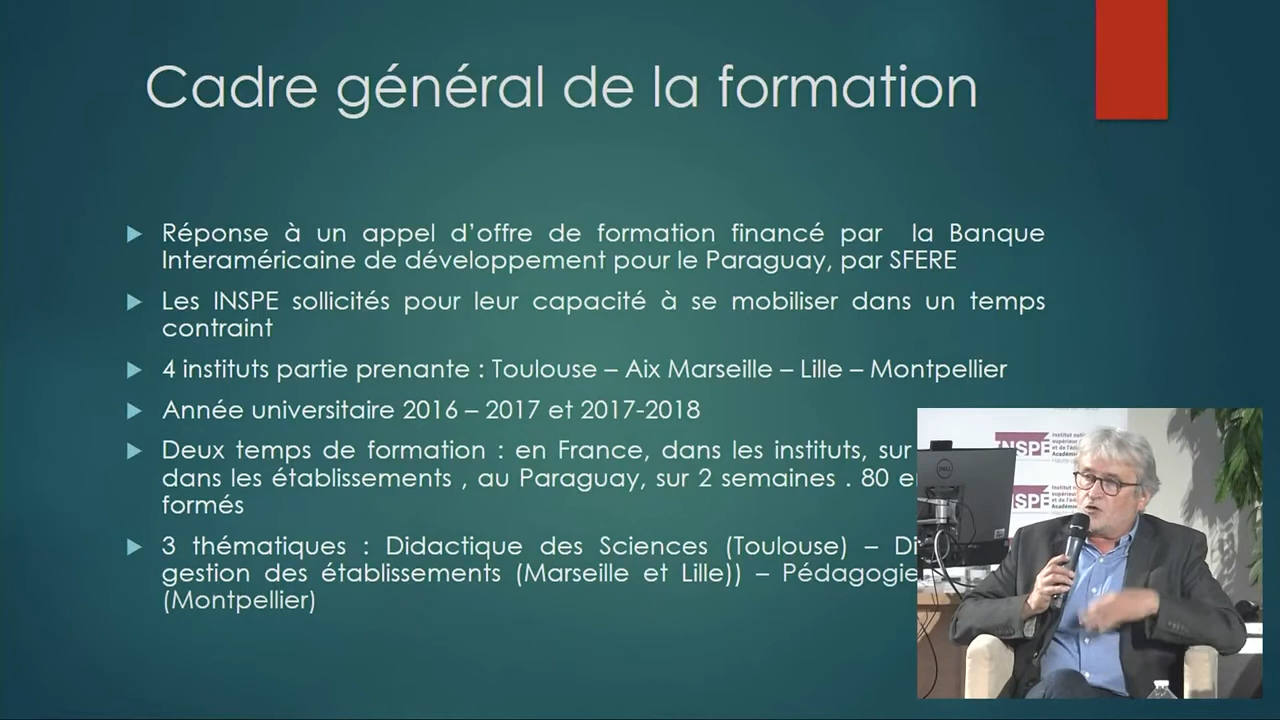 Cadre général de la formation
Réponse à un appel d'offre de formation financé par la Banque
Interaméricaine de développement pour le Paraguay, par SFERE
Les INSPE sollicités pour leur capacité à se mobiliser dans un temps
contraint
4 instituts partie prenante : Toulouse – Aix Marseille – Lille – Montpellier
Année universitaire 2016 – 2017 et 2017-2018
Deux temps de formation : en France, dans les instituts, sur
dans les établissements , au Paraguay, sur 2 semaines . 80
formés
3 thématiques : Didactique des Sciences (Toulouse) –
gestion des établissements (Marseille et Lille)) – Pédagogie
(Montpellier)
DELL
INSPÉ
Institut
supérieur